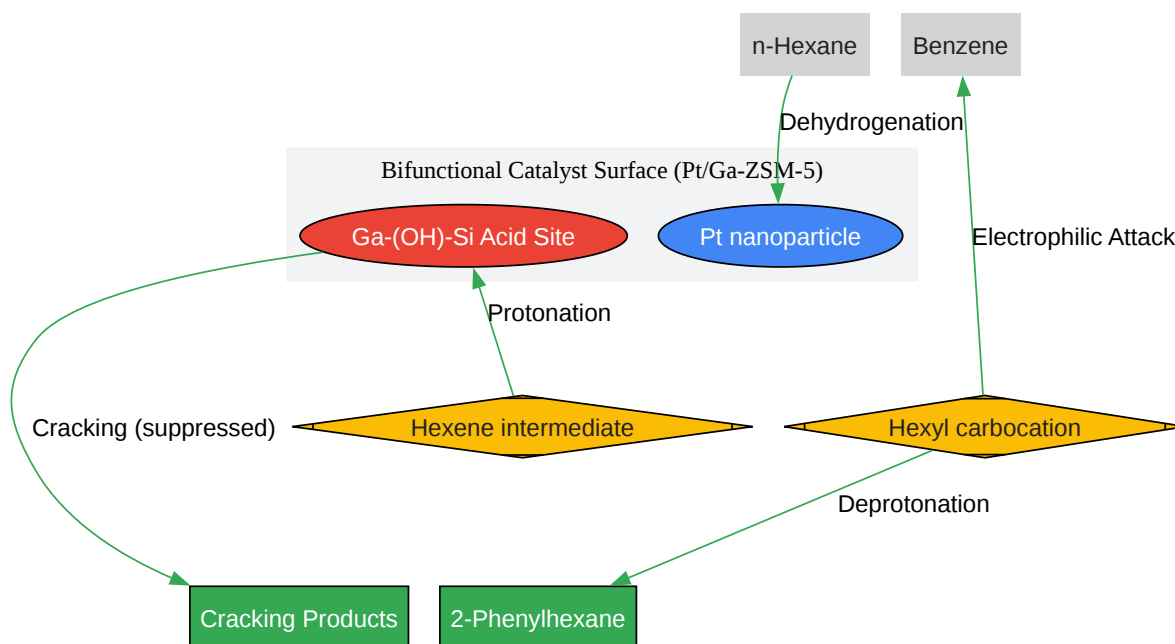 n-Hexane
Benzene
Dehydrogenation
Bifunctional Catalyst Surface (Pt/Ga-ZSM-5)
Ga-(OH)-Si Acid Site
Pt nanoparticle
Electrophilic Attack
Protonation
Cracking (suppressed)
Hexene intermediate
Hexyl carbocation
Deprotonation
Cracking Products
2-Phenylhexane